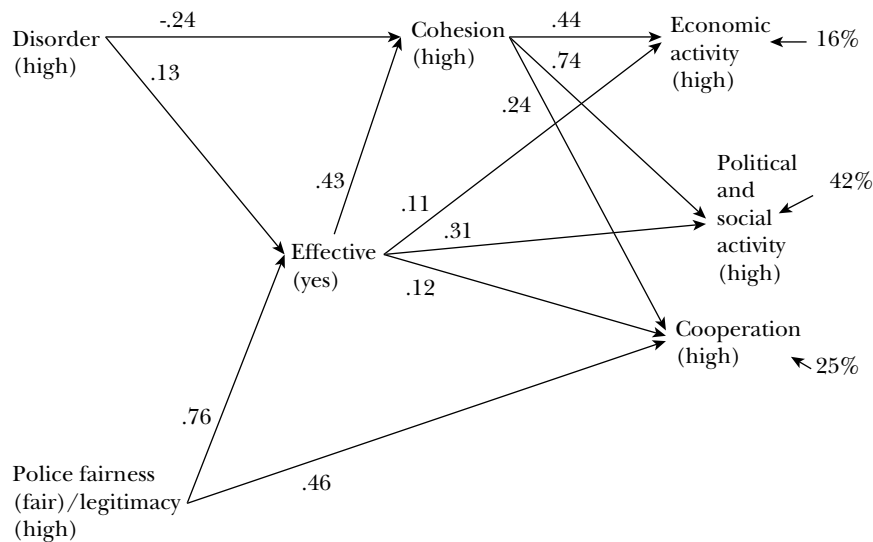 -.24
.44
Disorder
(high)
Cohesion
(high)
Economic
activity
(high)
16%
.13
.74
.24
Political
and
social
activity
(high)
42%
.43
.11
.31
Effective
(yes)
.12
Cooperation
(high)
25%
.76
Police fairness
(fair)/legitimacy
(high)
.46